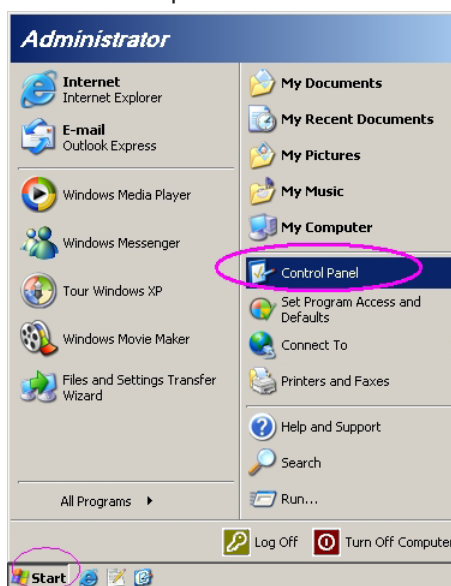 Administrator
Internet
Internet Explorer
E-mail
Outlook Express
Windows Media Player
Windows Messenger
Tour Windows XP
Windows Movie Maker
Files and Settings Transfer
Wizard
All Programs
My Documents
My Recent Documents
My Pictures
My Music
My Computer
Control Panel
Set Program Access and
Defaults
Connect To
Printers and Faxes
Help and Support
Search
Run...
Log Off
Turn Off Computer
Start